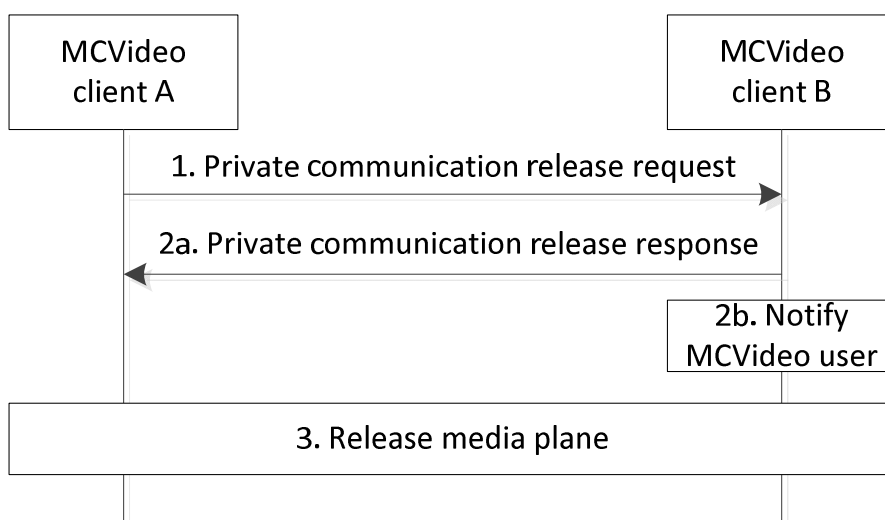 MCVideo
client A
MCVideo
client B
1. Private communication release request
2a. Private communication release response
2b. Notify
MCVideo user
3. Release media plane